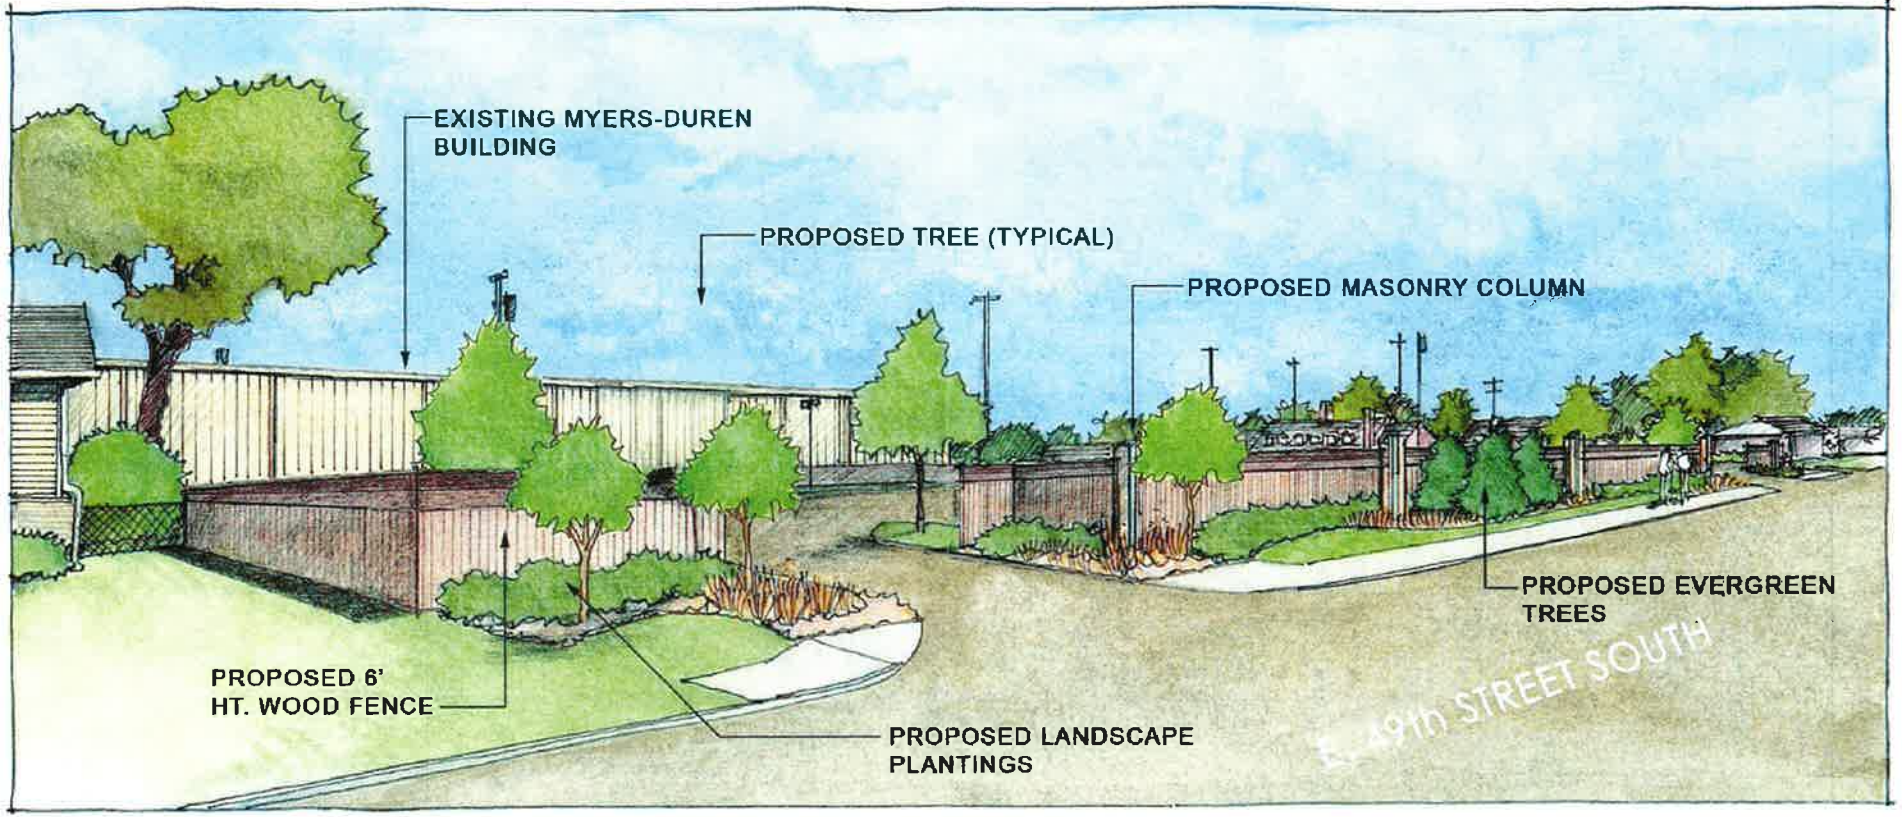 EXISTING MYERS-DUREN
BUILDING
PROPOSED TREE (TYPICAL)
PROPOSED MASONRY COLUMN
PROPOSED EVERGREEN
TREES
PROPOSED 6'
HT. WOOD FENCE
PROPOSED LANDSCAPE
PLANTINGS
E. 49th STREET SOUTH